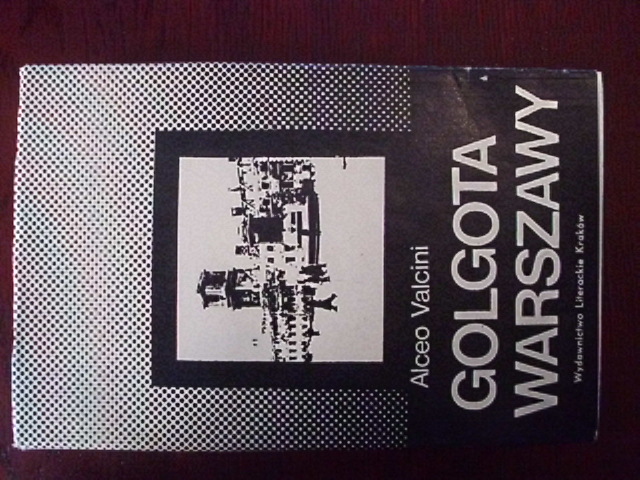 Alceo Valcini
GOLGOTA
WARSZAWY
Wydawnictwo Literackie Kraków